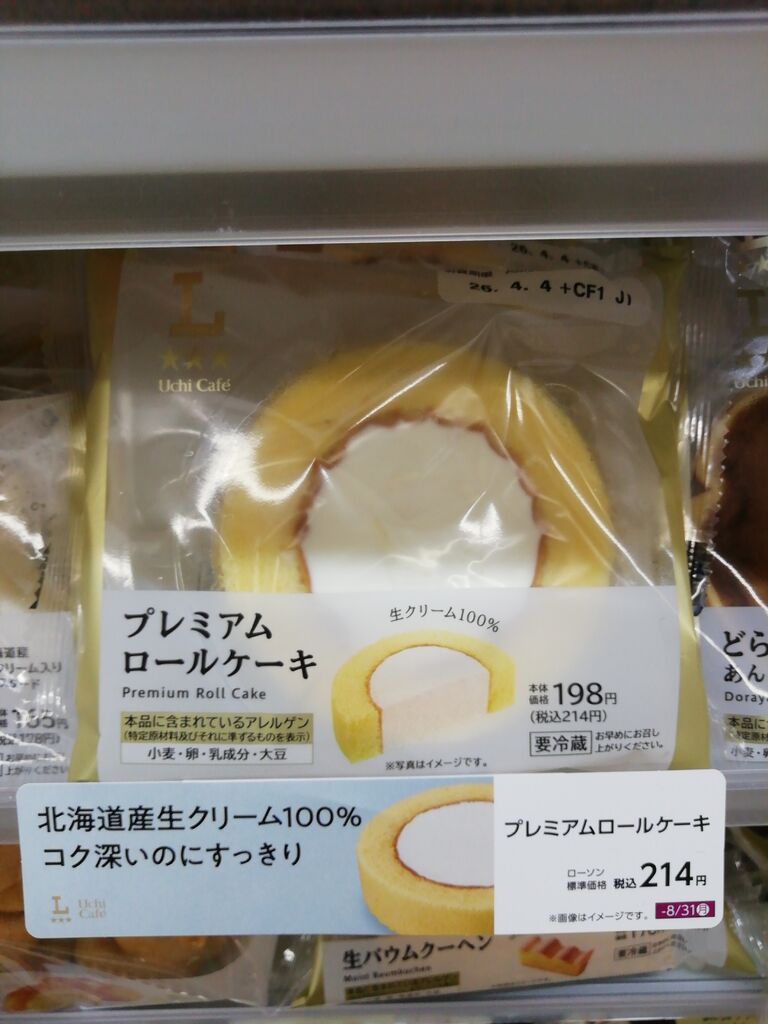 26. 4. 4 +CF1 J)
L
Uchi Café
プレミアム
ロールケーキ
Premium Roll Cake
生クリーム100%
本品に含まれているアレルゲン
(特定原材料及びそれに準ずるものを表示)
小麦・卵・乳成分・大豆
本体
価格 198円
(税込214円)
要冷蔵 お早めにお召し
上がりください。
※写真はイメージです。
どら
あん
Doray
本品に
小麦・卵
北海道産生クリーム100%
コク深いのにすっきり
L
Uchi
Café
プレミアムロールケーキ
ローソン
標準価格 税込 214円
※画像はイメージです。
-8/31月
生バウムクーヘン
要冷蔵